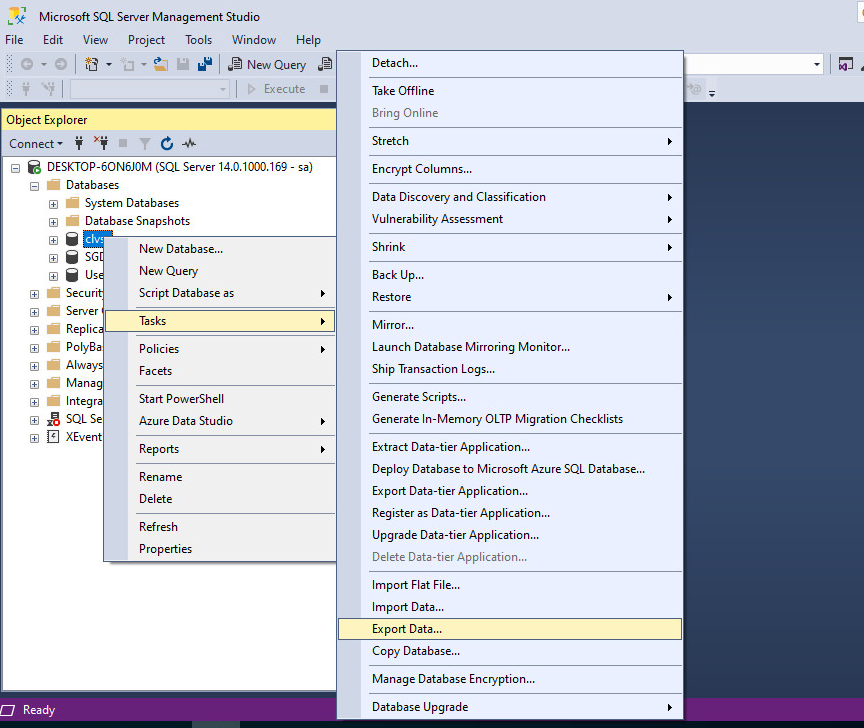 Microsoft SQL Server Management Studio
File Edit View Project Tools Window Help
New Query
Execute
Object Explorer
Connect
DESKTOP-6ON6J0M (SQL Server 14.0.1000.169 - sa)
Databases
System Databases
Database Snapshots
clvs
SGD
Use
Security
Server
Replica
PolyBa
Always
Manag
Integra
SQL Se
XEvent
New Database...
New Query
Script Database as
Tasks
Policies
Facets
Start PowerShell
Azure Data Studio
Reports
Rename
Delete
Refresh
Properties
Detach...
Take Offline
Bring Online
Stretch
Encrypt Columns...
Data Discovery and Classification
Vulnerability Assessment
Shrink
Back Up...
Restore
Mirror...
Launch Database Mirroring Monitor...
Ship Transaction Logs...
Generate Scripts...
Generate In-Memory OLTP Migration Checklists
Extract Data-tier Application...
Deploy Database to Microsoft Azure SQL Database...
Export Data-tier Application...
Register as Data-tier Application...
Upgrade Data-tier Application...
Delete Data-tier Application...
Import Flat File...
Import Data...
Export Data...
Copy Database...
Manage Database Encryption...
Database Upgrade
Ready